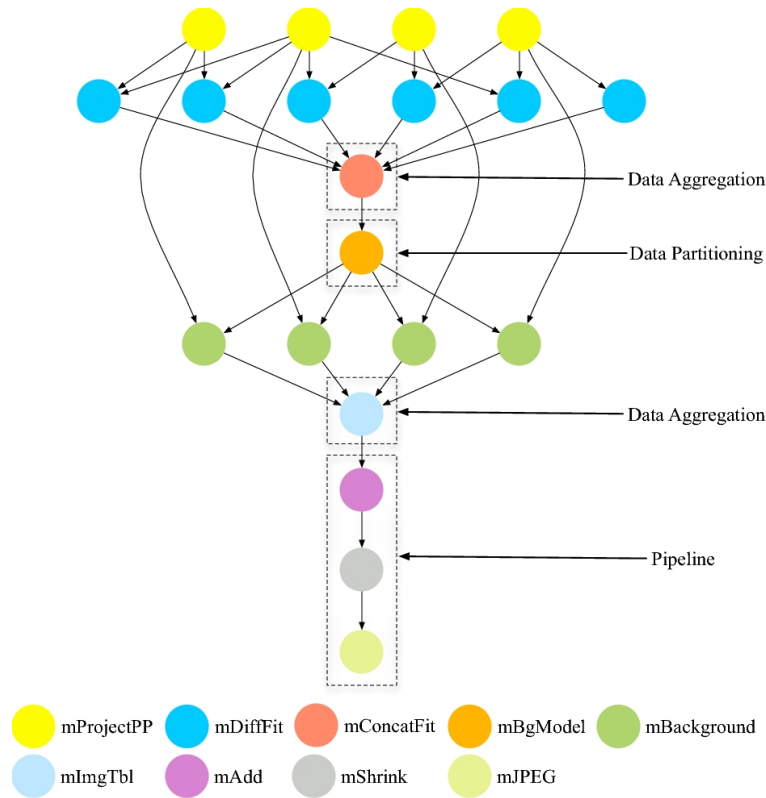 Data Aggregation
Data Partitioning
Data Aggregation
Pipeline
mProjectPP mDiffFit mConcatFit mBgModel mBackground
mImgTbl mAdd mShrink mJPEG